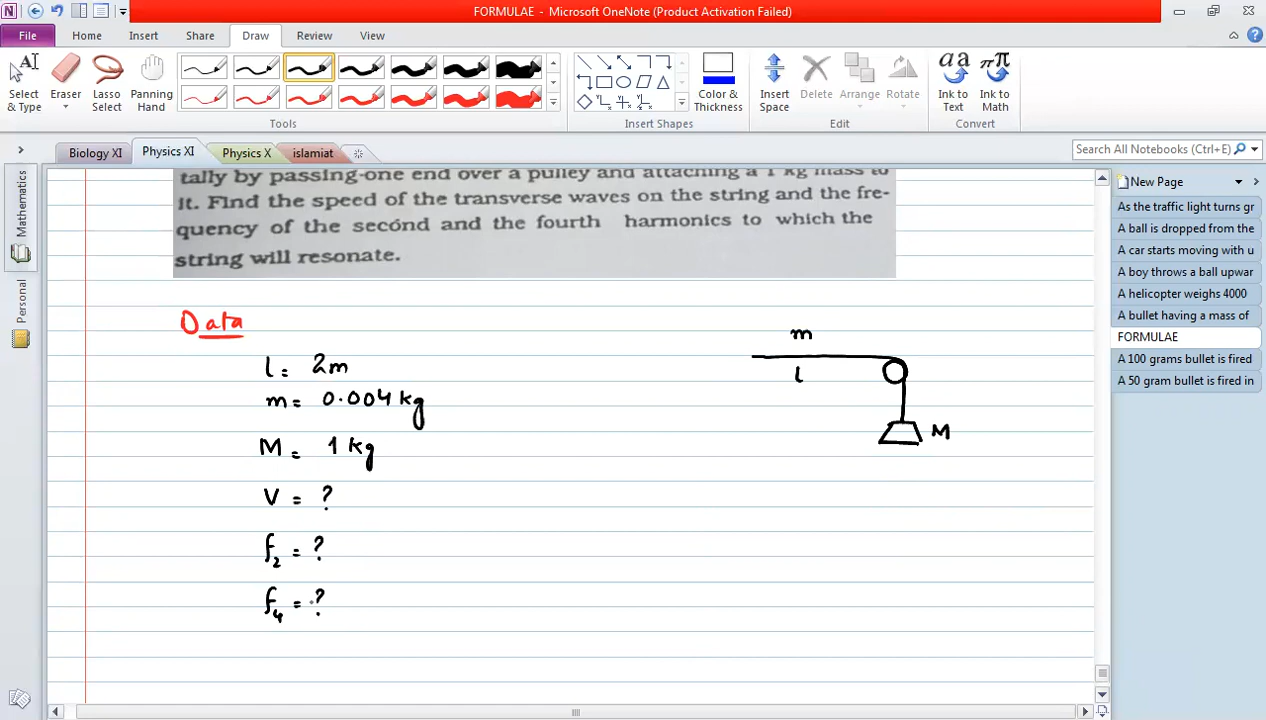 FORMULAE - Microsoft OneNote (Product Activation Failed)
File Home Insert Share Draw Review View
Select & Type
Eraser
Lasso Select
Panning Hand
Color & Thickness
Insert Space
Delete
Arrange
Rotate
Ink to Text
Ink to Math
Tools
Insert Shapes
Edit
Convert
Biology XI Physics XI Physics X islamiat
Search All Notebooks (Ctrl+E)
Mathematics
Personal
tally by passing-one end over a pulley and attaching a 1 kg mass to
it. Find the speed of the transverse waves on the string and the fre-
quency of the second and the fourth harmonics to which the
string will resonate.
Data
l = 2m
m = 0.004 kg
M = 1 kg
V = ?
f2 = ?
f4 = ?
m
l
M
New Page
As the traffic light turns gr
A ball is dropped from the
A car starts moving with u
A boy throws a ball upwar
A helicopter weighs 4000
A bullet having a mass of
FORMULAE
A 100 grams bullet is fired
A 50 gram bullet is fired in